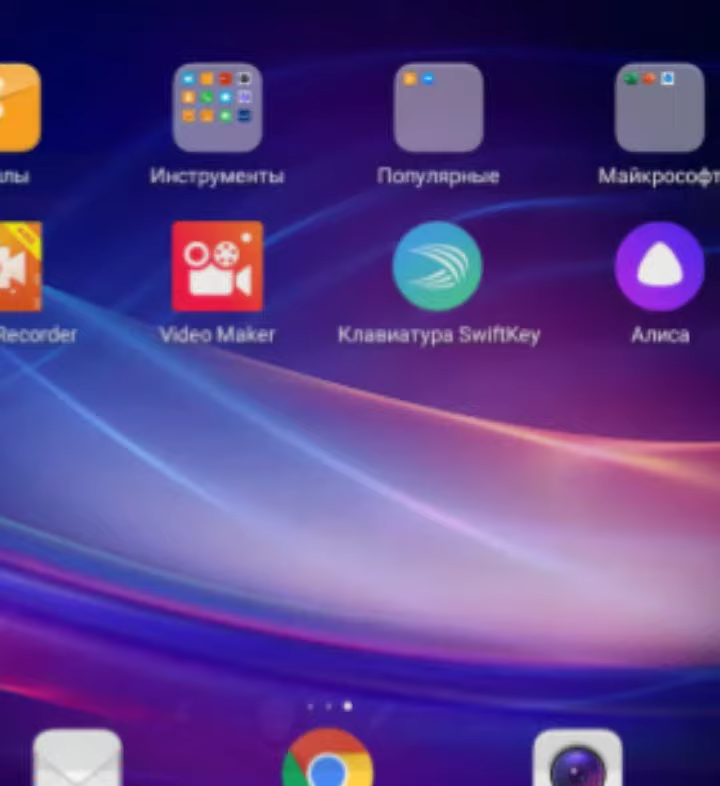 лы
Инструменты
Популярные
Майкрософт
Recorder
Video Maker
Клавиатура SwiftKey
Алиса